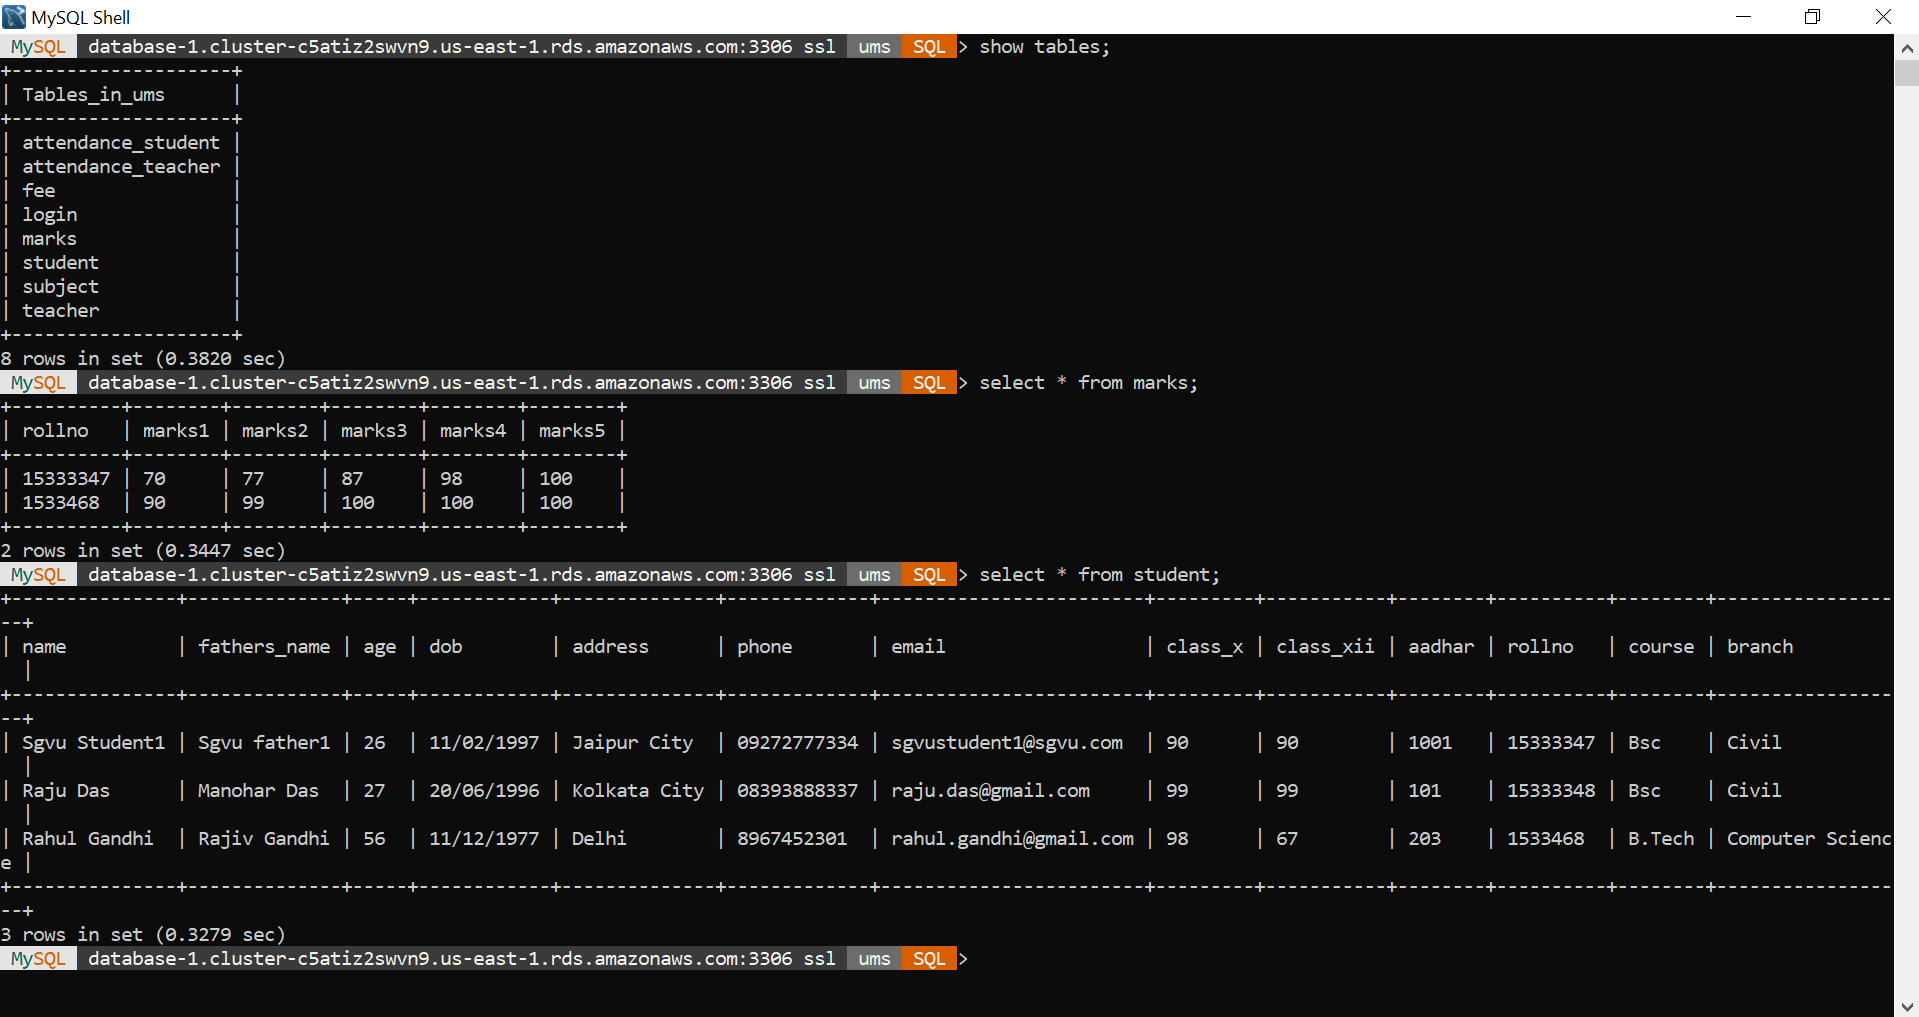 MySQL Shell
MySQL database-1.cluster-c5atiz2swvn9.us-east-1.rds.amazonaws.com:3306 ssl ums SQL > show tables;
+--------------------+
| Tables_in_ums      |
+--------------------+
| attendance_student |
| attendance_teacher |
| fee                |
| login              |
| marks              |
| student            |
| subject            |
| teacher            |
+--------------------+
8 rows in set (0.3820 sec)
MySQL database-1.cluster-c5atiz2swvn9.us-east-1.rds.amazonaws.com:3306 ssl ums SQL > select * from marks;
+----------+--------+--------+--------+--------+--------+
| rollno   | marks1 | marks2 | marks3 | marks4 | marks5 |
+----------+--------+--------+--------+--------+--------+
| 15333347 | 70     | 77     | 87     | 98     | 100    |
| 1533468  | 90     | 99     | 100    | 100    | 100    |
+----------+--------+--------+--------+--------+--------+
2 rows in set (0.3447 sec)
MySQL database-1.cluster-c5atiz2swvn9.us-east-1.rds.amazonaws.com:3306 ssl ums SQL > select * from student;
+---------------+--------------+-----+------------+--------------+-------------+------------------------+---------+-----------+--------+----------+--------+----------------
--+
| name          | fathers_name | age | dob        | address      | phone       | email                  | class_x | class_xii | aadhar | rollno   | course | branch
  |
+---------------+--------------+-----+------------+--------------+-------------+------------------------+---------+-----------+--------+----------+--------+----------------
--+
| Sgvu Student1 | Sgvu father1 | 26  | 11/02/1997 | Jaipur City  | 09272777334 | sgvustudent1@sgvu.com  | 90      | 90        | 1001   | 15333347 | Bsc    | Civil
  |
| Raju Das      | Manohar Das  | 27  | 20/06/1996 | Kolkata City | 08393888337 | raju.das@gmail.com     | 99      | 99        | 101    | 15333348 | Bsc    | Civil
  |
| Rahul Gandhi  | Rajiv Gandhi | 56  | 11/12/1977 | Delhi        | 8967452301  | rahul.gandhi@gmail.com | 98      | 67        | 203    | 1533468  | B.Tech | Computer Scienc
e |
+---------------+--------------+-----+------------+--------------+-------------+------------------------+---------+-----------+--------+----------+--------+----------------
--+
3 rows in set (0.3279 sec)
MySQL database-1.cluster-c5atiz2swvn9.us-east-1.rds.amazonaws.com:3306 ssl ums SQL >